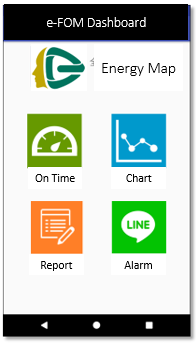 e-FOM Dashboard
Energy Map
On Time
Chart
Report
LINE
Alarm